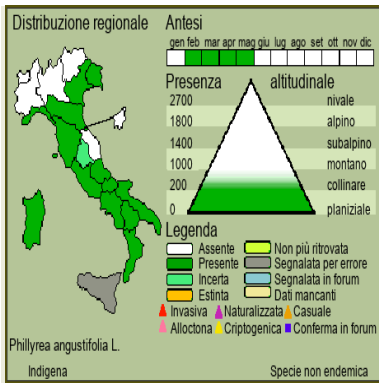 Distribuzione regionale
Antesi
gen feb mar apr mag giu lug ago set ott nov dic
Presenza altitudinale
2700 nivale
1800 alpino
1400 subalpino
1000 montano
200 collinare
0 planiziale
Legenda
Assente Non più ritrovata
Presente Segnalata per errore
Incerta Segnalata in forum
Estinta Dati mancanti
Invasiva Naturalizzata Casuale
Alloctona Criptogenica Conferma in forum
Phillyrea angustifolia L.
Indigena Specie non endemica